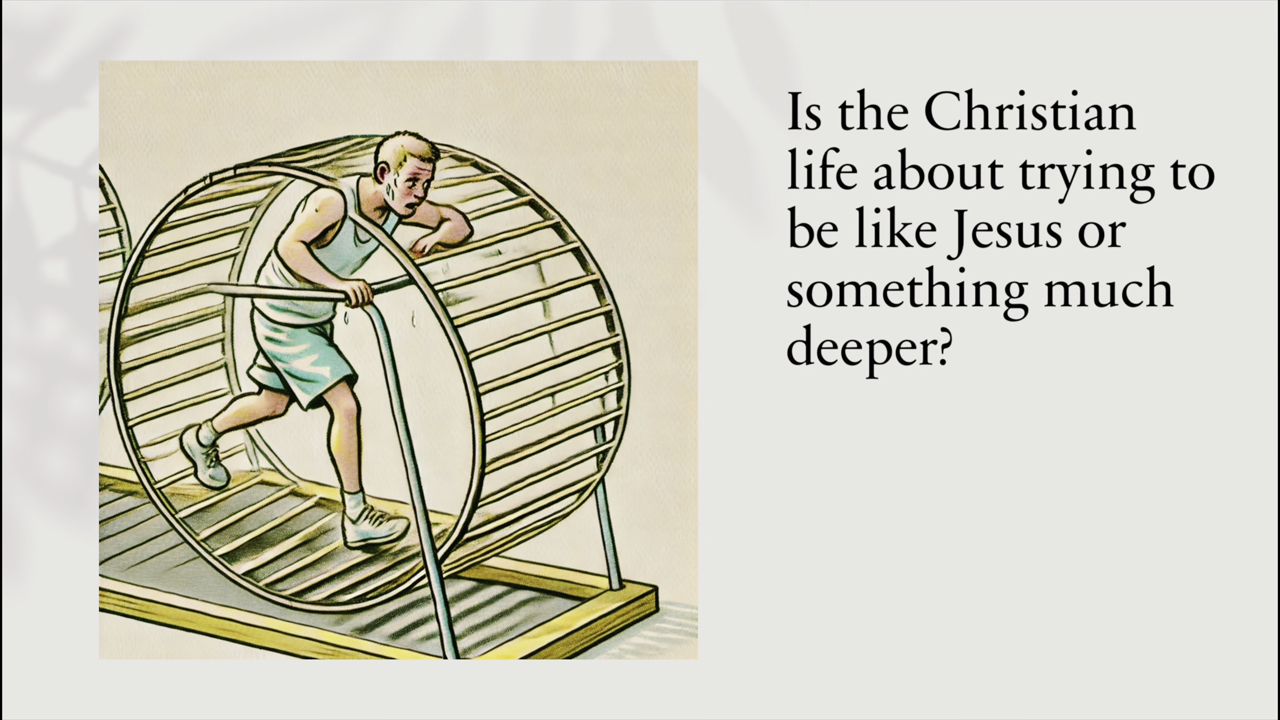 Is the Christian
life about trying to
be like Jesus or
something much
deeper?